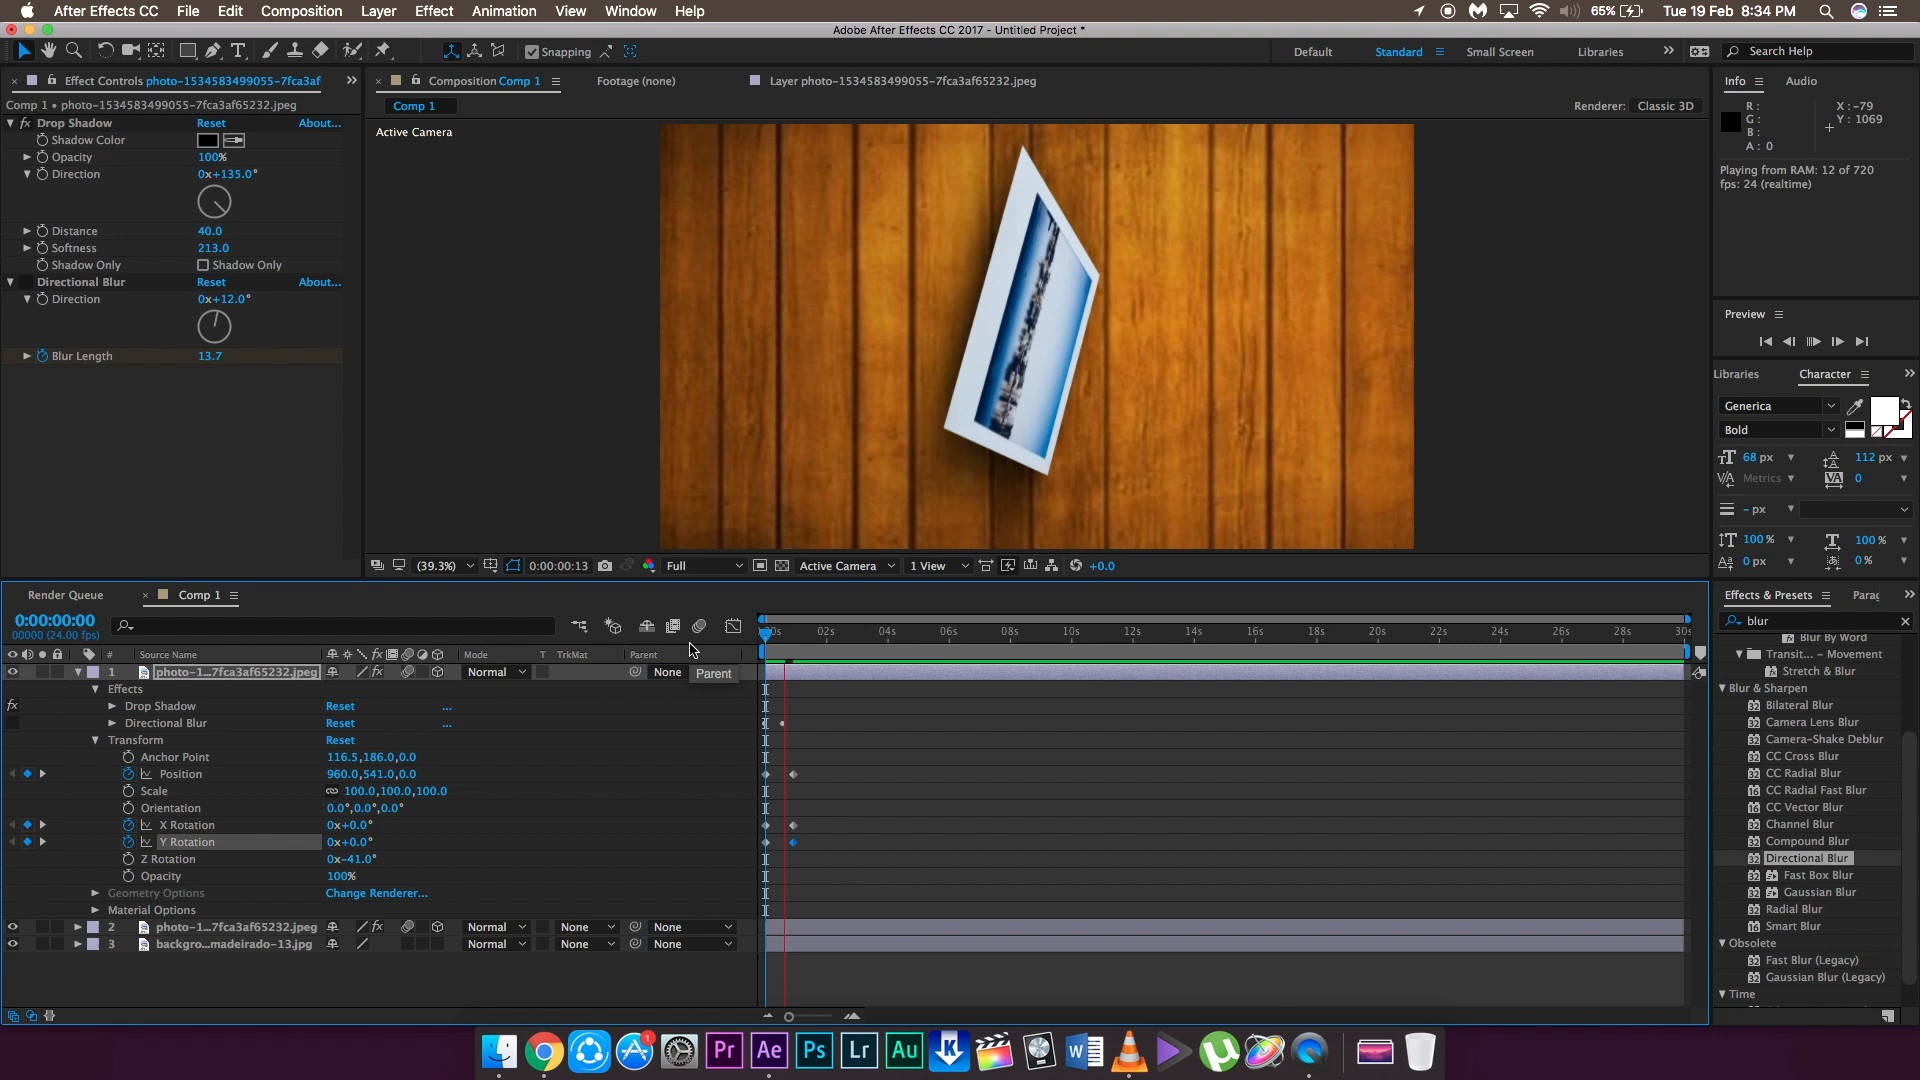 After Effects CC File Edit Composition Layer Effect Animation View Window Help 65% Tue 19 Feb 8:34 PM
Adobe After Effects CC 2017 - Untitled Project *
Snapping Default Standard Small Screen Libraries Search Help
Effect Controls photo-1534583499055-7fca3af
Comp 1 • photo-1534583499055-7fca3af65232.jpeg
Drop Shadow Reset About...
Shadow Color
Opacity 100%
Direction 0x+135.0°
Distance 40.0
Softness 213.0
Shadow Only Shadow Only
Directional Blur Reset About...
Direction 0x+12.0°
Blur Length 13.7
Composition Comp 1 Footage (none) Layer photo-1534583499055-7fca3af65232.jpeg
Comp 1 Renderer: Classic 3D
Active Camera
(39.3%) 0:00:00:13 Full Active Camera 1 View +0.0
Info Audio
R: X: -79
G: Y: 1069
B:
A: 0
Playing from RAM: 12 of 720
fps: 24 (realtime)
Preview
Libraries Character
Generica
Bold
68 px 112 px
Metrics 0
- px
100 % 100 %
0 px 0 %
Render Queue Comp 1
0:00:00:00
00000 (24.00 fps)
02s 04s 06s 08s 10s 12s 14s 16s 18s 20s 22s 24s 26s 28s 30s
# Source Name Mode T TrkMat Parent
1 photo-1...7fca3af65232.jpeg Normal None
Parent
Effects
Drop Shadow Reset ...
Directional Blur Reset ...
Transform Reset
Anchor Point 116.5,186.0,0.0
Position 960.0,541.0,0.0
Scale 100.0,100.0,100.0
Orientation 0.0°,0.0°,0.0°
X Rotation 0x+0.0°
Y Rotation 0x+0.0°
Z Rotation 0x-41.0°
Opacity 100%
Geometry Options Change Renderer...
Material Options
2 photo-1...7fca3af65232.jpeg Normal None None
3 backgro...madeirado-13.jpg Normal None None
Effects & Presets Parag
blur
Blur By Word
Transit... – Movement
Stretch & Blur
Blur & Sharpen
Bilateral Blur
Camera Lens Blur
Camera-Shake Deblur
CC Cross Blur
CC Radial Blur
CC Radial Fast Blur
CC Vector Blur
Channel Blur
Compound Blur
Directional Blur
Fast Box Blur
Gaussian Blur
Radial Blur
Smart Blur
Obsolete
Fast Blur (Legacy)
Gaussian Blur (Legacy)
Time
Pr Ae Ps Lr Au K